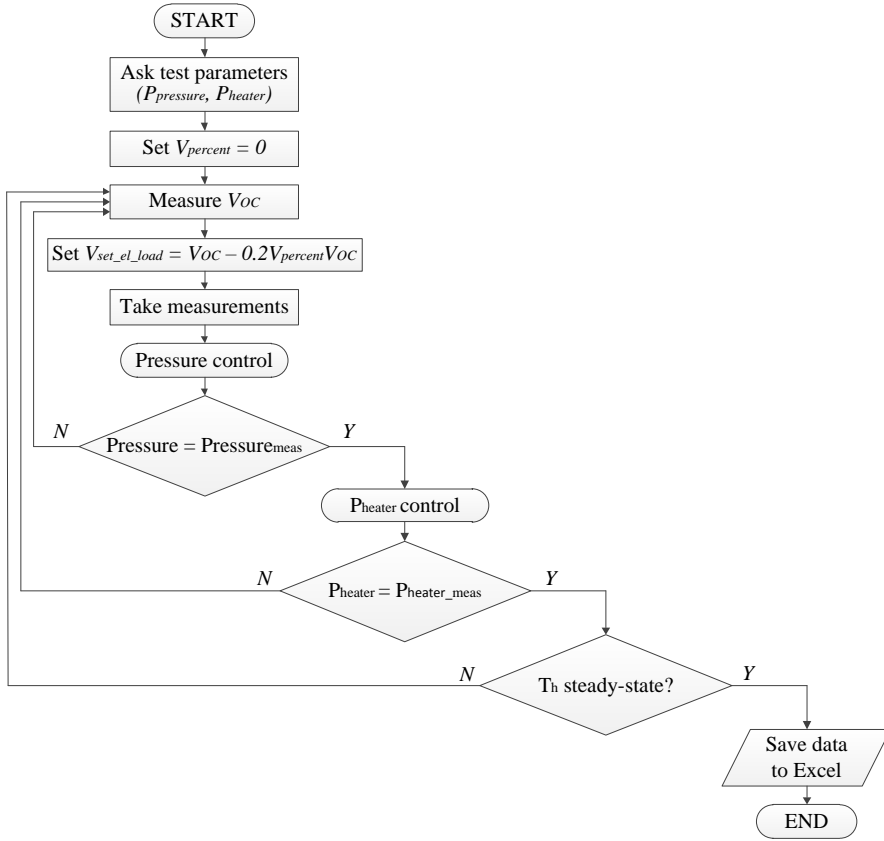 START
Ask test parameters
(Ppressure, Pheater)
Set Vpercent = 0
Measure VOC
Set Vset_el_load = VOC – 0.2VpercentVOC
Take measurements
Pressure control
N
Pressure = Pressuremeas
Y
Pheater control
N
Pheater = Pheater_meas
Y
N
Th steady-state?
Y
Save data
to Excel
END